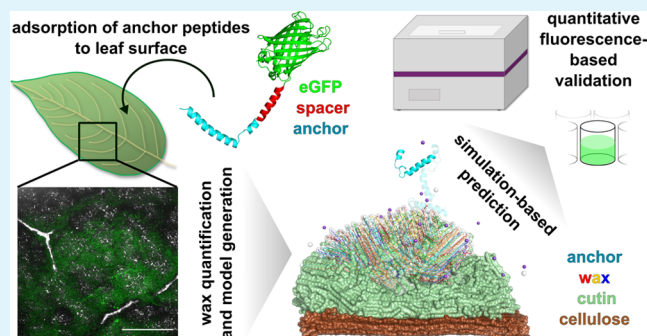 adsorption of anchor peptides
to leaf surface
eGFP
spacer
anchor
quantitative
fluorescence-
based
validation
wax quantification
and model generation
simulation-based
prediction
anchor
wax
cutin
cellulose